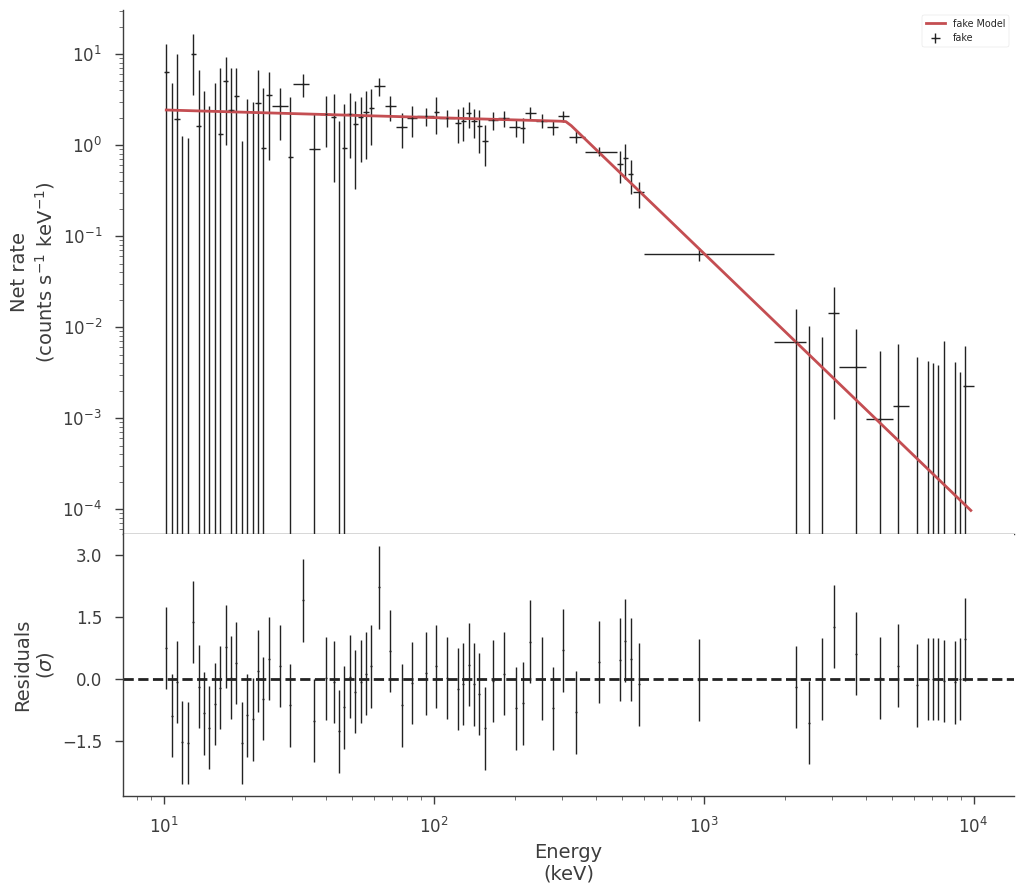 fake Model
fake
10¹
10⁰
10⁻¹
10⁻²
10⁻³
10⁻⁴
Net rate
(counts s⁻¹ keV⁻¹)
3.0
1.5
0.0
−1.5
Residuals
(σ)
10¹
10²
10³
10⁴
Energy
(keV)